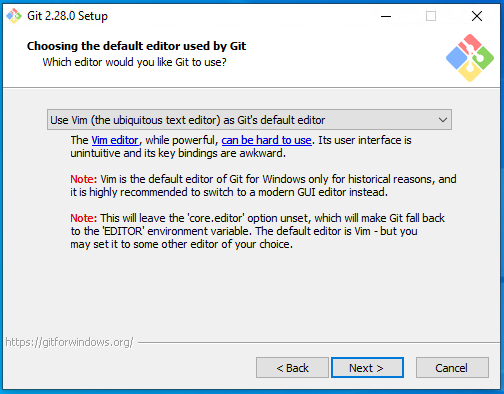 Git 2.28.0 Setup
Choosing the default editor used by Git
Which editor would you like Git to use?
Use Vim (the ubiquitous text editor) as Git's default editor
The Vim editor, while powerful, can be hard to use. Its user interface is
unintuitive and its key bindings are awkward.
Note: Vim is the default editor of Git for Windows only for historical reasons, and
it is highly recommended to switch to a modern GUI editor instead.
Note: This will leave the 'core.editor' option unset, which will make Git fall back
to the 'EDITOR' environment variable. The default editor is Vim - but you
may set it to some other editor of your choice.
https://gitforwindows.org/
< Back
Next >
Cancel